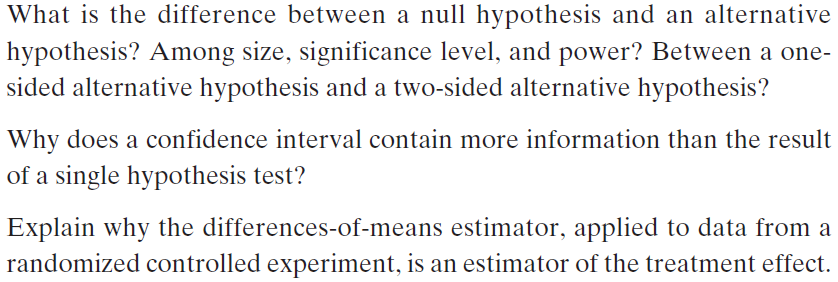 What is the difference between a null hypothesis and an alternative
hypothesis? Among size, significance level, and power? Between a one-
sided alternative hypothesis and a two-sided alternative hypothesis?
Why does a confidence interval contain more information than the result
of a single hypothesis test?
Explain why the differences-of-means estimator, applied to data from a
randomized controlled experiment, is an estimator of the treatment effect.